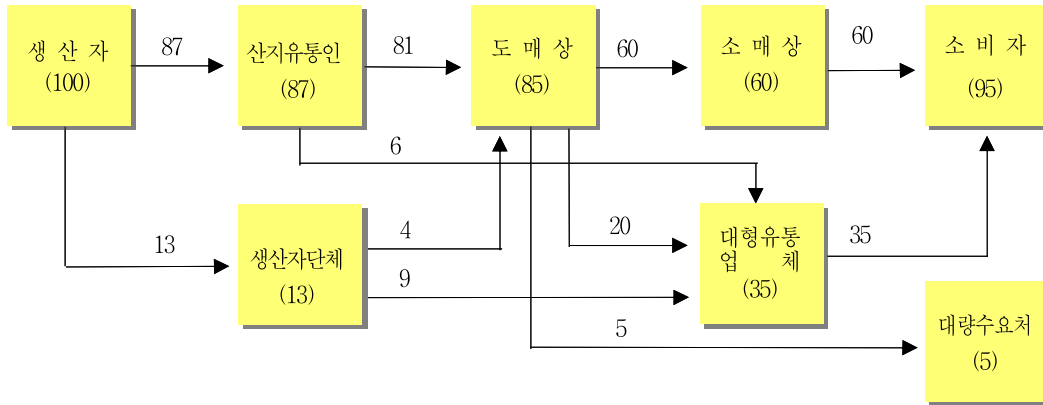 생 산 자
(100)
87
산지유통인
(87)
81
도 매 상
(85)
60
소 매 상
(60)
60
소 비 자
(95)
6
13
생산자단체
(13)
4
9
20
대형유통
업 체
(35)
35
5
대량수요처
(5)